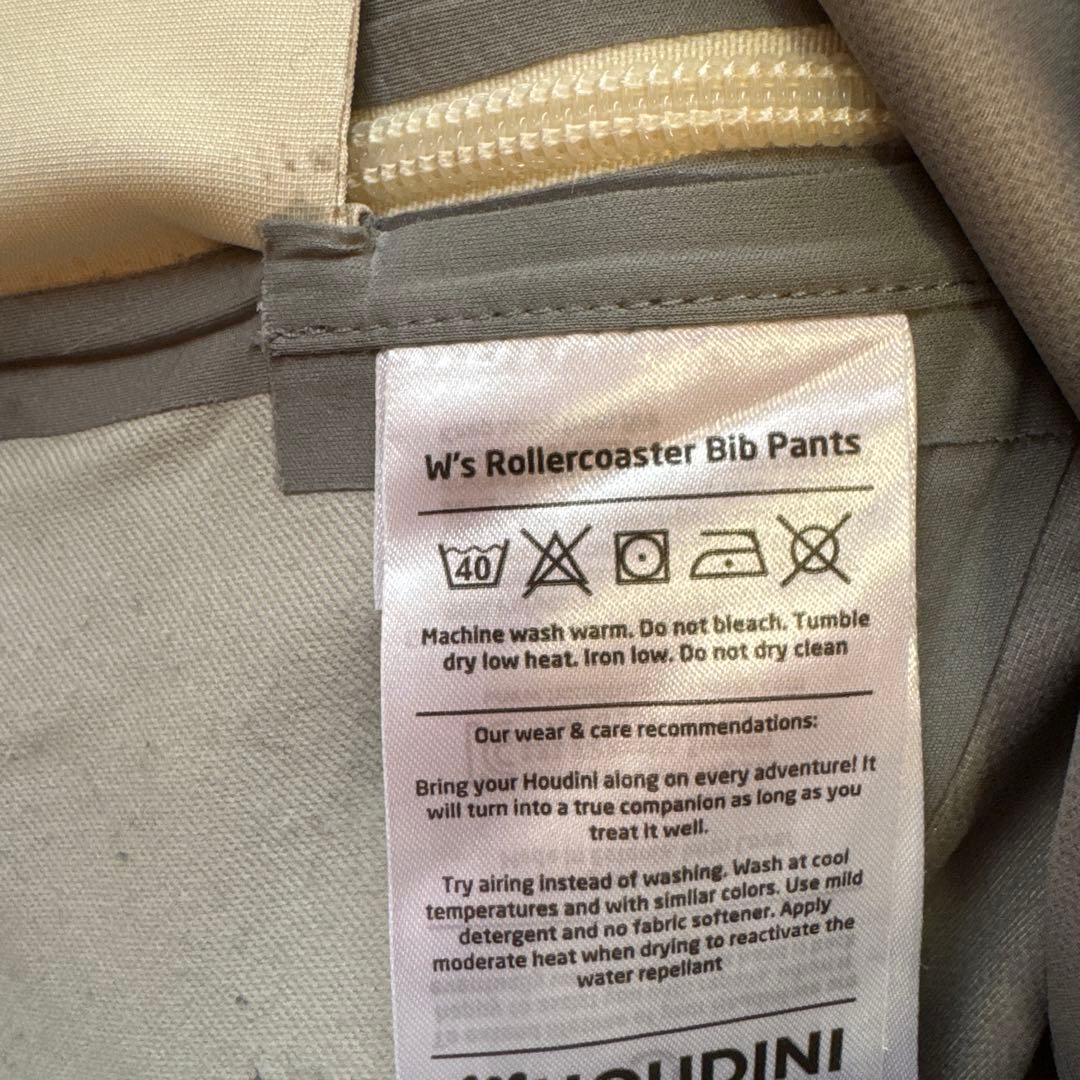 W's Rollercoaster Bib Pants
40
Machine wash warm. Do not bleach. Tumble
dry low heat. Iron low. Do not dry clean
Our wear & care recommendations:
Bring your Houdini along on every adventure! It
will turn into a true companion as long as you
treat it well.
Try airing instead of washing. Wash at cool
temperatures and with similar colors. Use mild
detergent and no fabric softener. Apply
moderate heat when drying to reactivate the
water repellant
HOUDINI